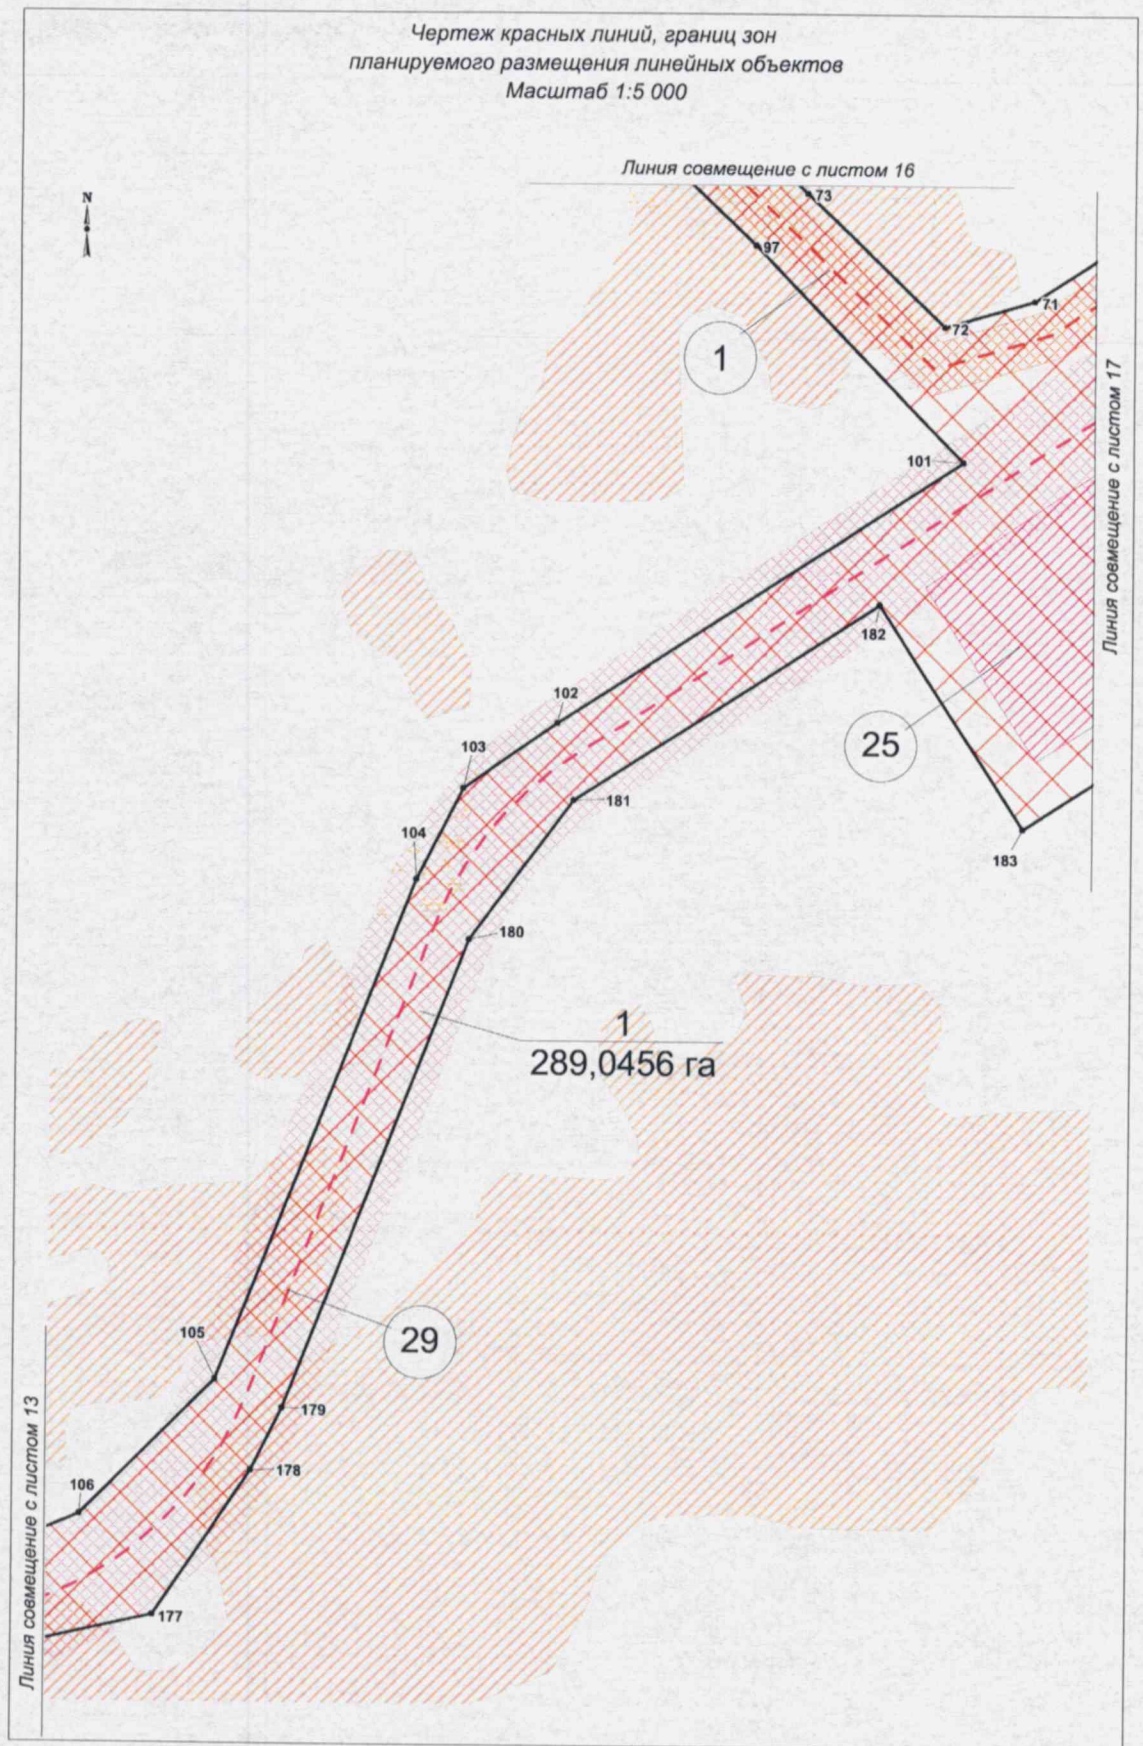 Чертеж красных линий, границ зон
планируемого размещения линейных объектов
Масштаб 1:5 000
Линия совмещение с листом 16
N
73
97
71
72
1
Линия совмещение с листом 17
101
182
102
25
103
181
104
183
180
1
289,0456 га
105
29
179
Линия совмещение с листом 13
178
106
177